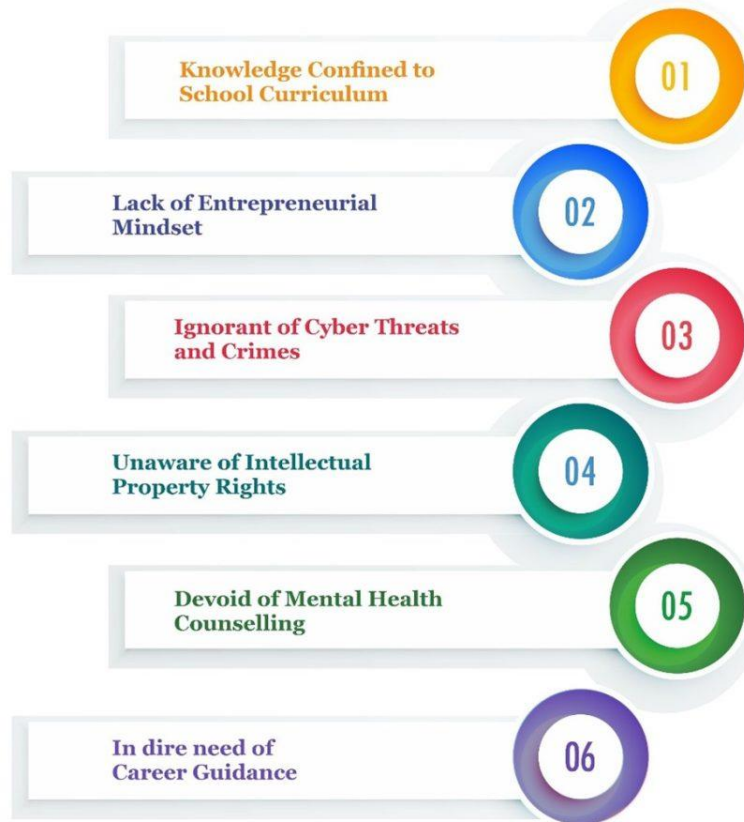 Knowledge Confined to
School Curriculum
01
Lack of Entrepreneurial
Mindset
02
Ignorant of Cyber Threats
and Crimes
03
Unaware of Intellectual
Property Rights
04
Devoid of Mental Health
Counselling
05
In dire need of
Career Guidance
06